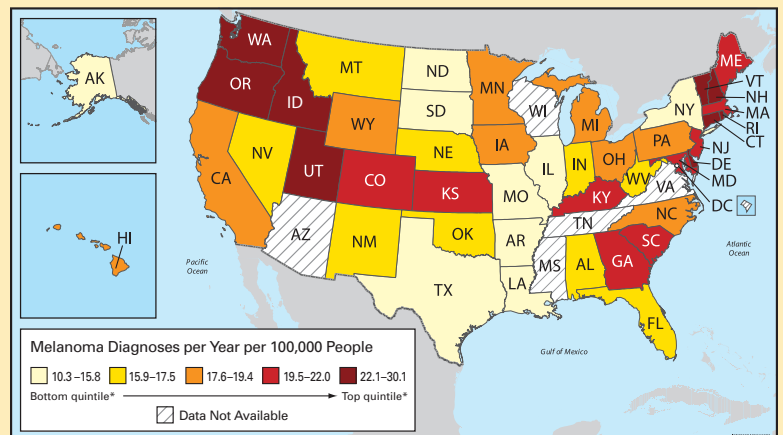 AK
HI
WA
OR
ID
MT
ND
SD
MN
WI
MI
WY
NE
IA
NV
UT
CO
KS
CA
AZ
NM
OK
TX
MO
IL
IN
OH
AR
LA
MS
AL
TN
KY
WV
VA
NC
SC
GA
FL
PA
NY
ME
VT
NH
MA
RI
CT
NJ
DE
MD
DC
Pacific
Ocean
Atlantic
Ocean
Gulf of Mexico
Melanoma Diagnoses per Year per 100,000 People
10.3–15.8 15.9–17.5 17.6–19.4 19.5–22.0 22.1–30.1
Bottom quintile* Top quintile*
Data Not Available